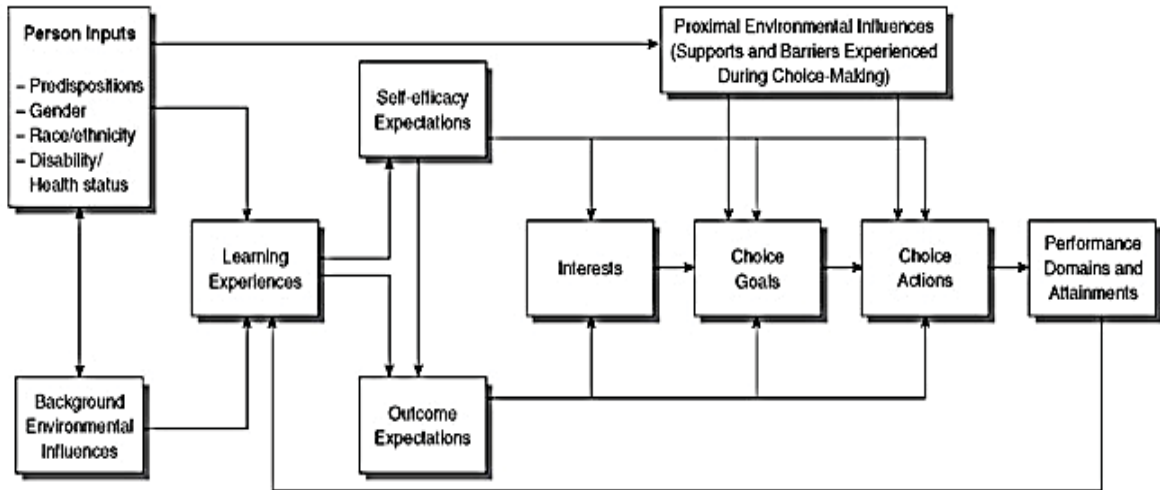 Person Inputs
– Predispositions
– Gender
– Race/ethnicity
– Disability/
Health status
Proximal Environmental Influences
(Supports and Barriers Experienced
During Choice-Making)
Self-efficacy
Expectations
Learning
Experiences
Interests
Choice
Goals
Choice
Actions
Performance
Domains and
Attainments
Background
Environmental
Influences
Outcome
Expectations